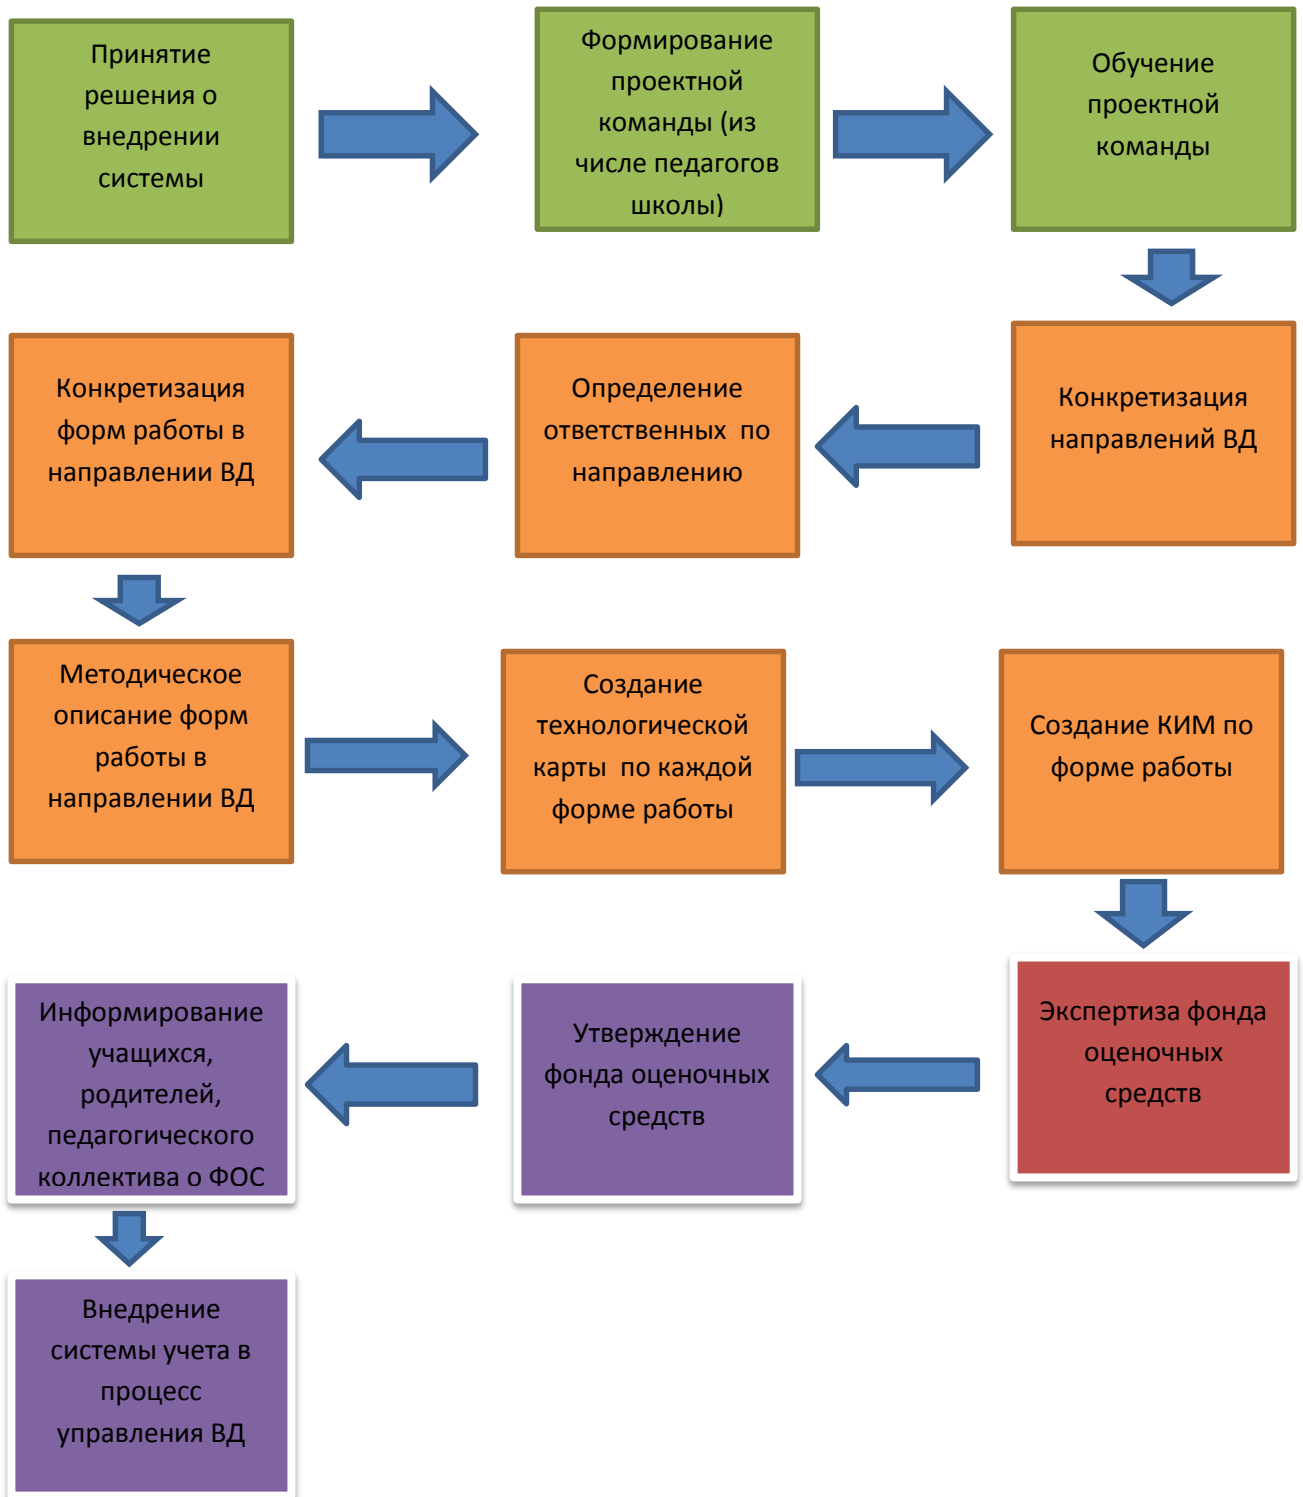 Принятие
решения о
внедрении
системы
Формирование
проектной
команды (из
числе педагогов
школы)
Обучение
проектной
команды
Конкретизация
направлений ВД
Определение
ответственных по
направлению
Конкретизация
форм работы в
направлении ВД
Методическое
описание форм
работы в
направлении ВД
Создание
технологической
карты по каждой
форме работы
Создание КИМ по
форме работы
Экспертиза фонда
оценочных
средств
Утверждение
фонда оценочных
средств
Информирование
учащихся,
родителей,
педагогического
коллектива о ФОС
Внедрение
системы учета в
процесс
управления ВД